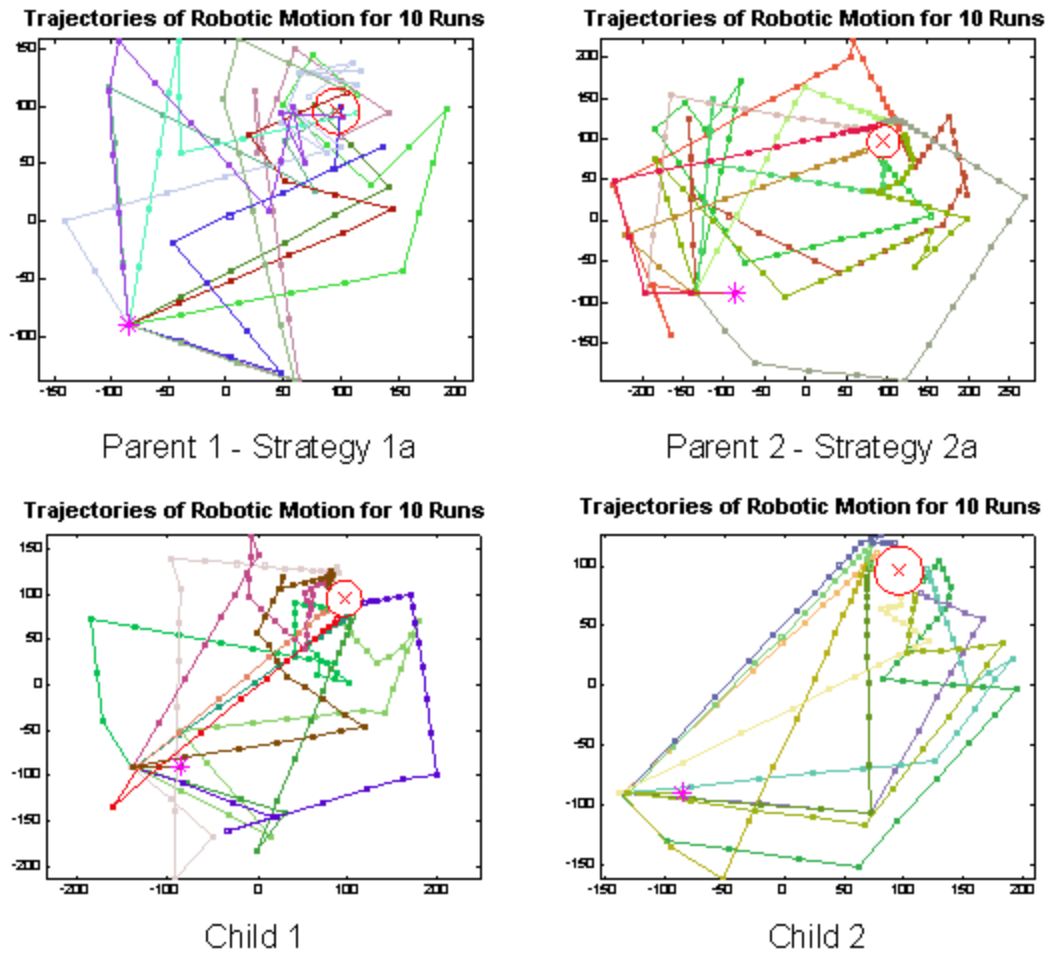 Trajectories of Robotic Motion for 10 Runs
150
100
50
0
-50
-100
-150 -100 -50 0 50 100 150 200
Parent 1 - Strategy 1a
Trajectories of Robotic Motion for 10 Runs
200
150
100
50
0
-50
-100
-150
-200 -150 -100 -50 0 50 100 150 200 250
Parent 2 - Strategy 2a
Trajectories of Robotic Motion for 10 Runs
150
100
50
0
-50
-100
-150
-200
-200 -100 0 100 200
Child 1
Trajectories of Robotic Motion for 10 Runs
100
50
0
-50
-100
-150
-150 -100 -50 0 50 100 150 200
Child 2